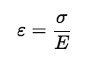 ε = σ/E